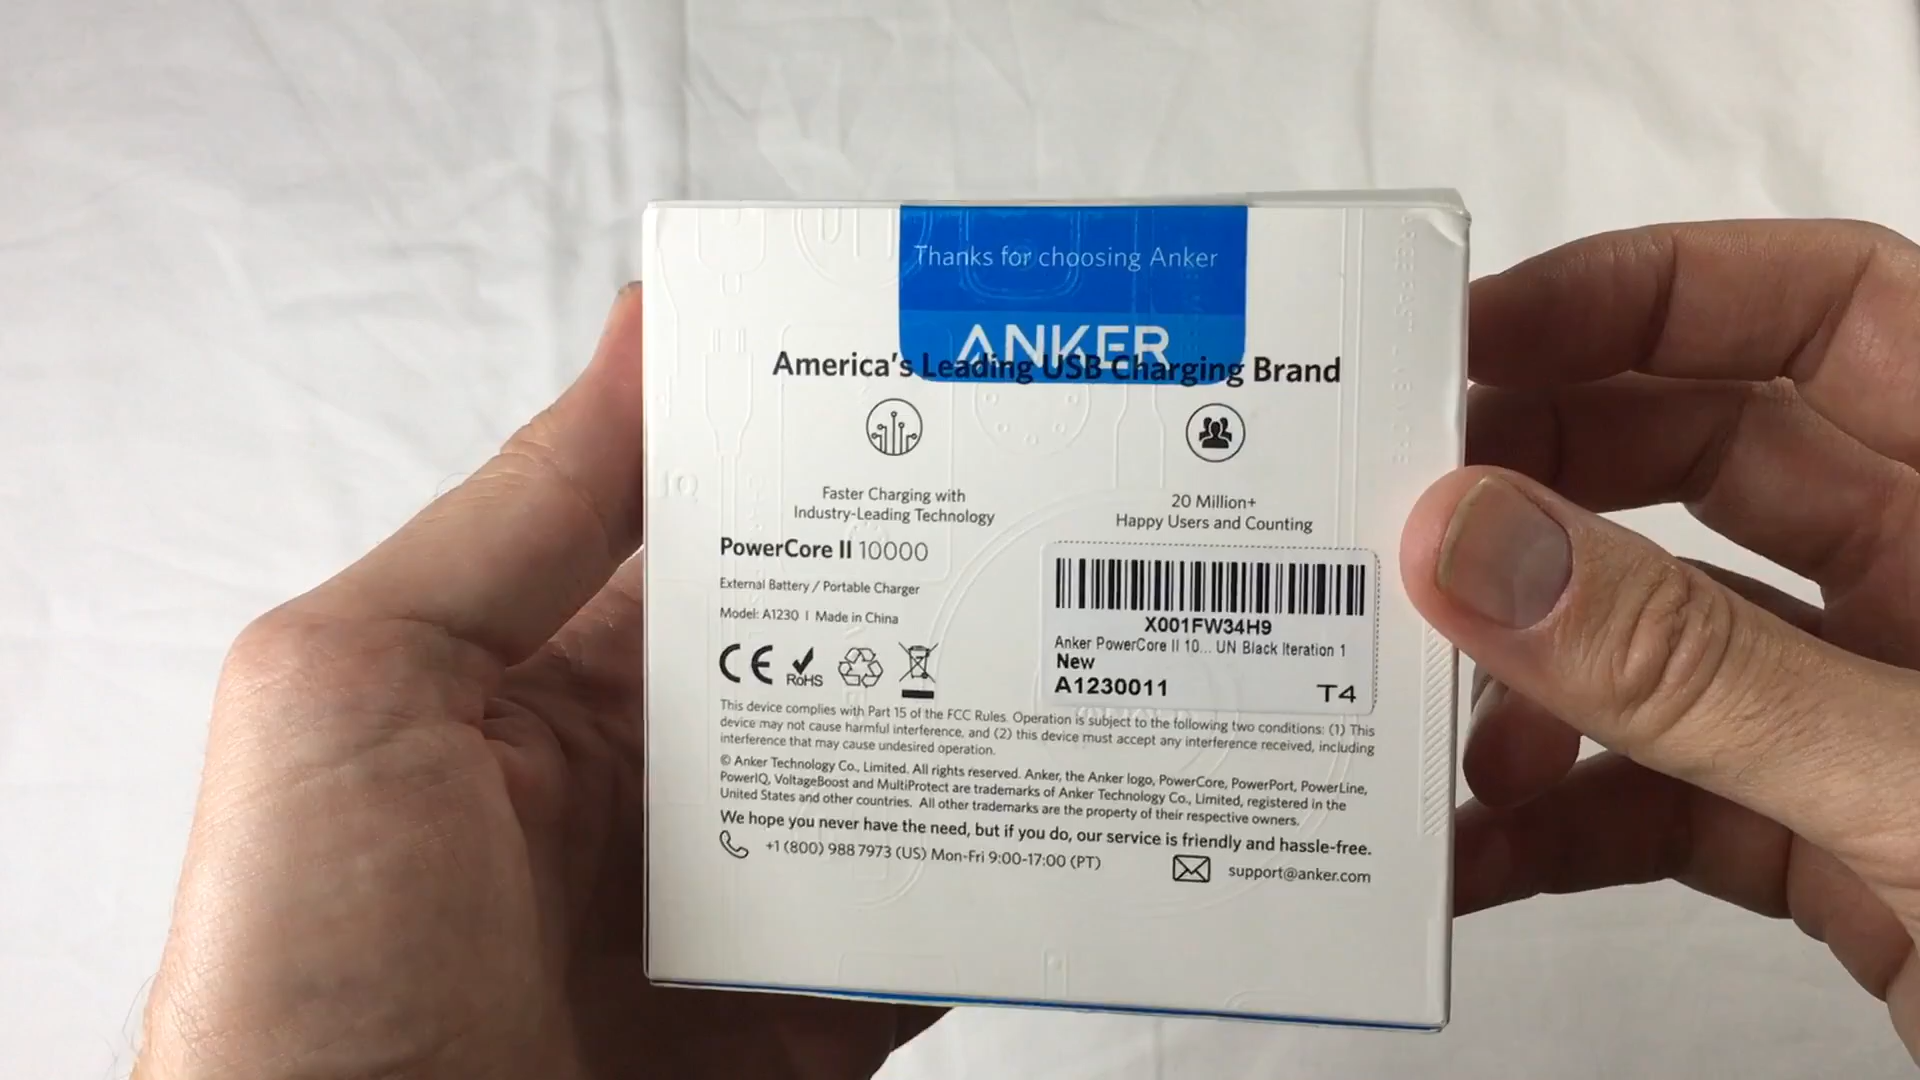 Thanks for choosing Anker
ANKER
America's Leading USB Charging Brand
Faster Charging with
Industry-Leading Technology
20 Million+
Happy Users and Counting
PowerCore II 10000
External Battery / Portable Charger
Model: A1230 | Made in China
CE RoHS
X001FW34H9
Anker PowerCore II 10... UN Black Iteration 1
New
A1230011 T4
This device complies with Part 15 of the FCC Rules. Operation is subject to the following two conditions: (1) This
device may not cause harmful interference, and (2) this device must accept any interference received, including
interference that may cause undesired operation.
© Anker Technology Co., Limited. All rights reserved. Anker, the Anker logo, PowerCore, PowerPort, PowerLine,
PowerIQ, VoltageBoost and MultiProtect are trademarks of Anker Technology Co., Limited, registered in the
United States and other countries. All other trademarks are the property of their respective owners.
We hope you never have the need, but if you do, our service is friendly and hassle-free.
+1 (800) 988 7973 (US) Mon-Fri 9:00-17:00 (PT)
support@anker.com